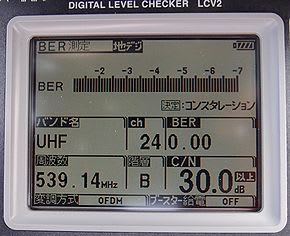 DIGITAL LEVEL CHECKER LCV2
BER測定 地デジ
-2 -3 -4 -5 -6 -7
BER
決定:コンスタレーション
バンド名 ch BER
UHF 24 0.00
周波数 階層 C/N
539.14MHz B 30.0以上dB
変調方式 OFDM ブースター給電 OFF